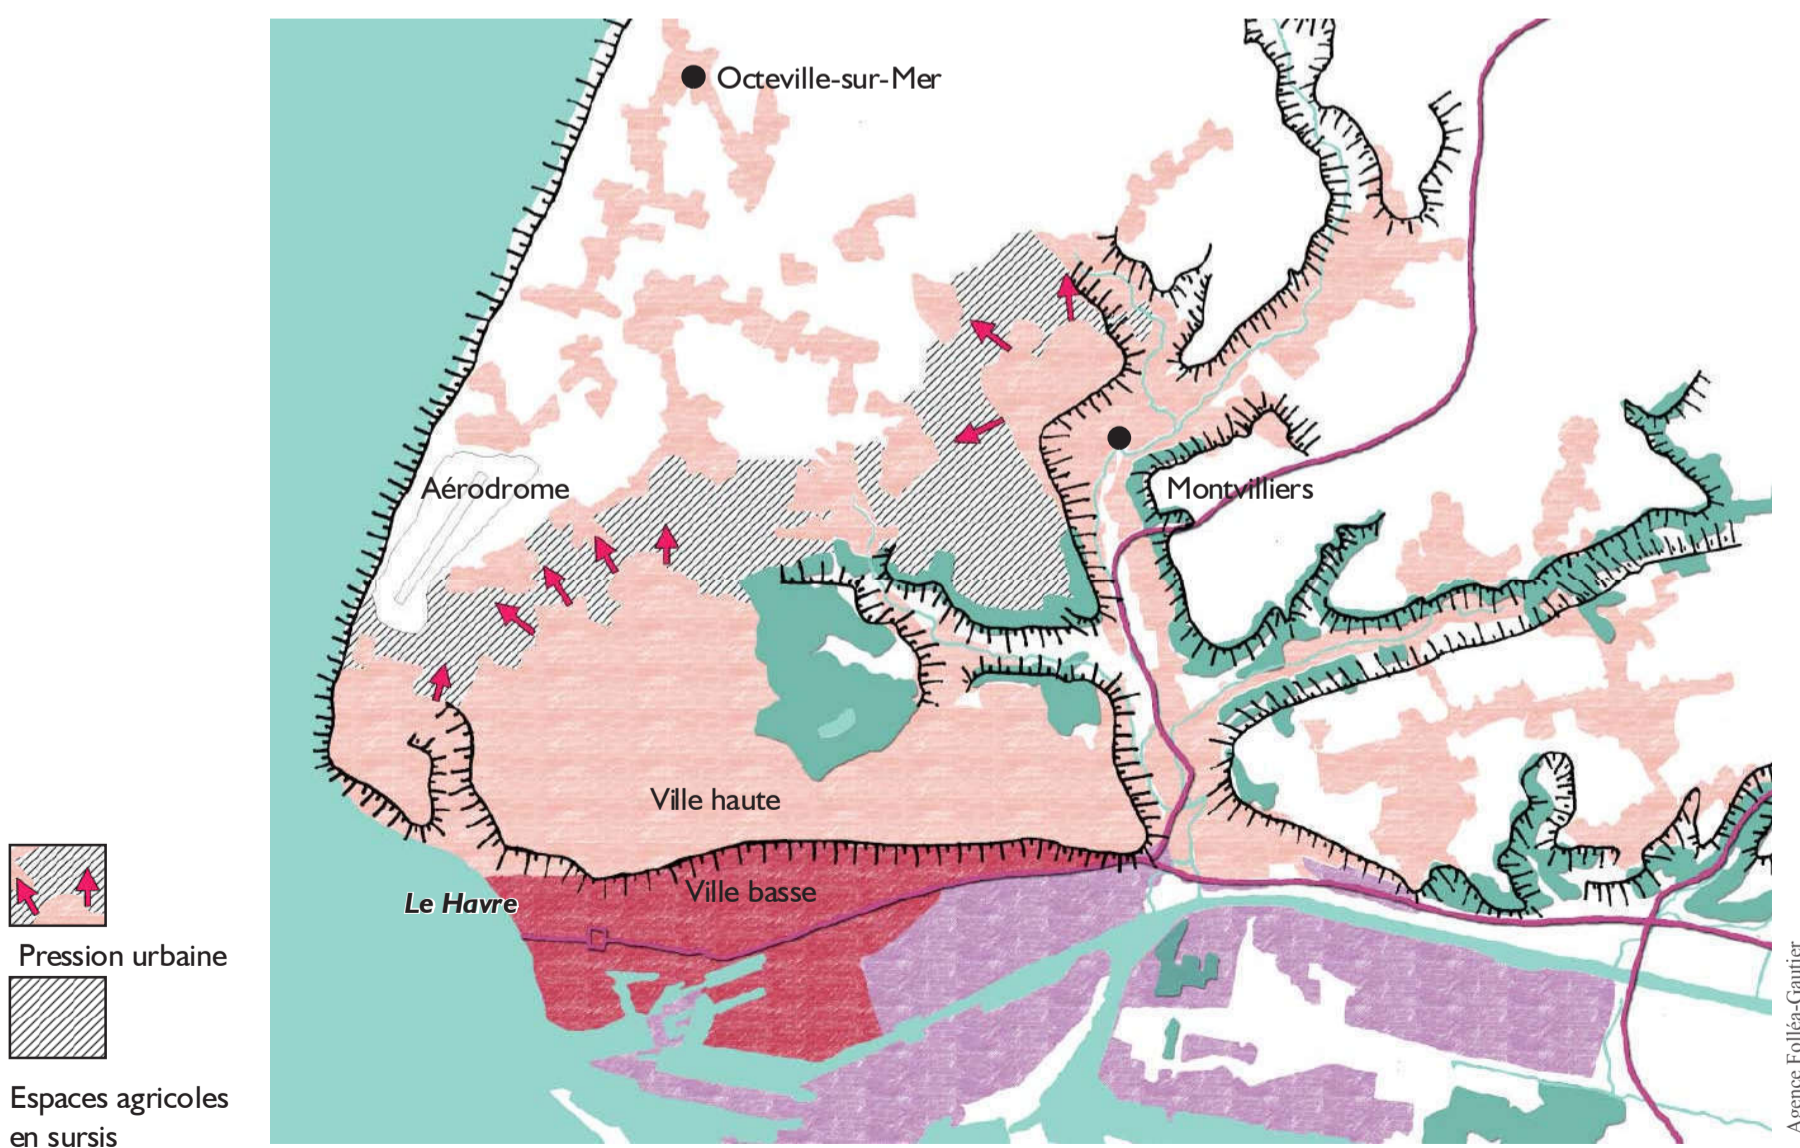 Octeville-sur-Mer
Aérodrome
Montvilliers
Ville haute
Ville basse
Le Havre
Pression urbaine
Espaces agricoles
en sursis
Agence Folléa-Gautier